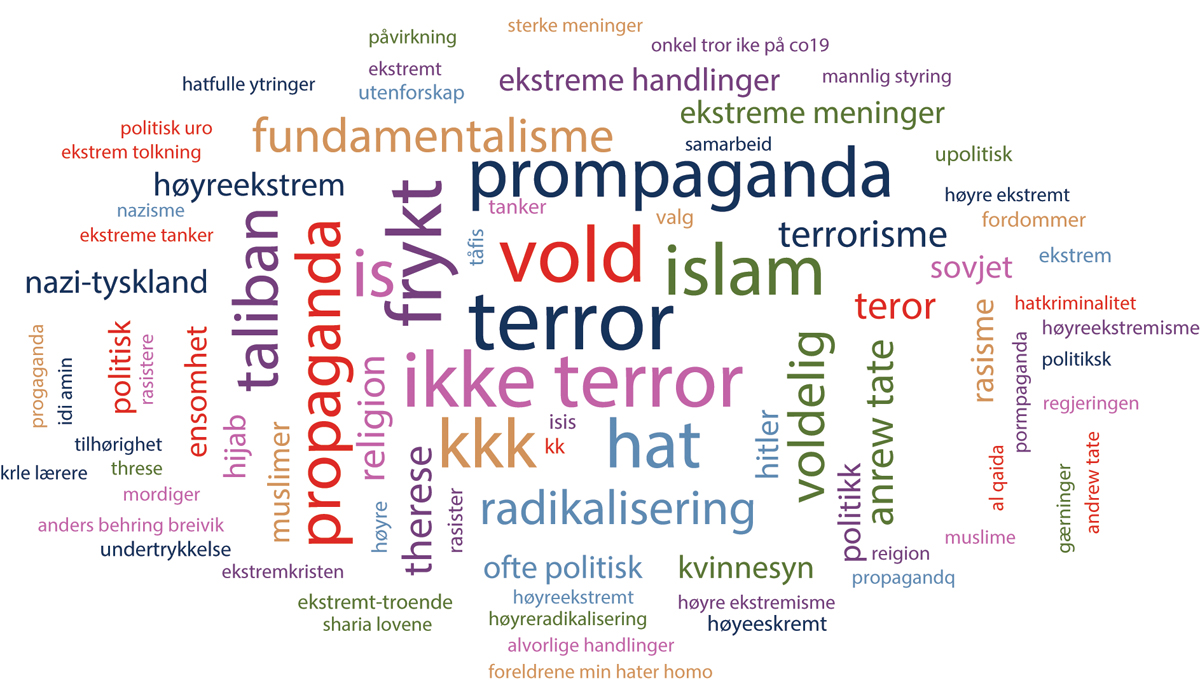 sterke meninger
påvirkning
onkel tror ike på co19
ekstremt
ekstreme handlinger
mannlig styring
hatfulle ytringer
utenforskap
ekstreme meninger
politisk uro
fundamentalisme
samarbeid
ekstrem tolkning
upolitisk
prompaganda
høyreekstrem
høyre ekstremt
nazisme
frykt
tanker
valg
fordommer
ekstreme tanker
taliban
propaganda
tåfis
terrorisme
vold
islam
ekstrem
is
sovjet
nazi-tyskland
terror
teror
hatkriminalitet
rasisme
høyreekstremisme
progaganda
idi amin
politisk
rasistere
ensomhet
voldelig
anrew tate
pormpaganda
politiksk
religion
ikke terror
regjeringen
hijab
muslimer
kkk
isis
kk
hat
hitler
tilhørighet
krle lærere
threse
mordiger
therese
politikk
al qaida
gærninger
andrew tate
anders behring breivik
høyre
rasister
radikalisering
muslime
undertrykkelse
reigion
ekstremkristen
ofte politisk
kvinnesyn
propagandq
ekstremt-troende
høyreekstremt
høyre ekstremisme
sharia lovene
høyreradikalisering
høyeeskremt
alvorlige handlinger
foreldrene min hater homo